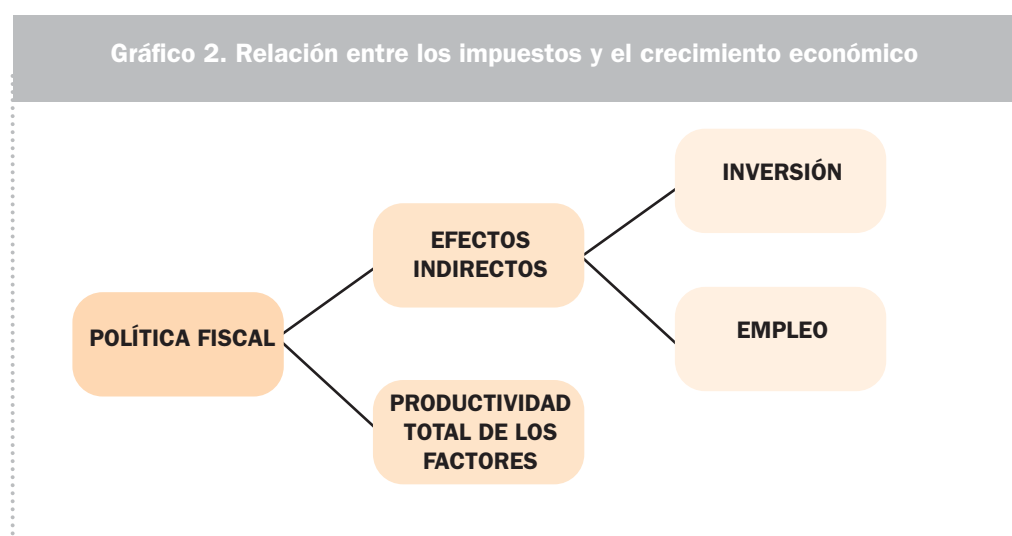 Gráfico 2. Relación entre los impuestos y el crecimiento económico
INVERSIÓN
EFECTOS
INDIRECTOS
POLÍTICA FISCAL
EMPLEO
PRODUCTIVIDAD
TOTAL DE LOS
FACTORES